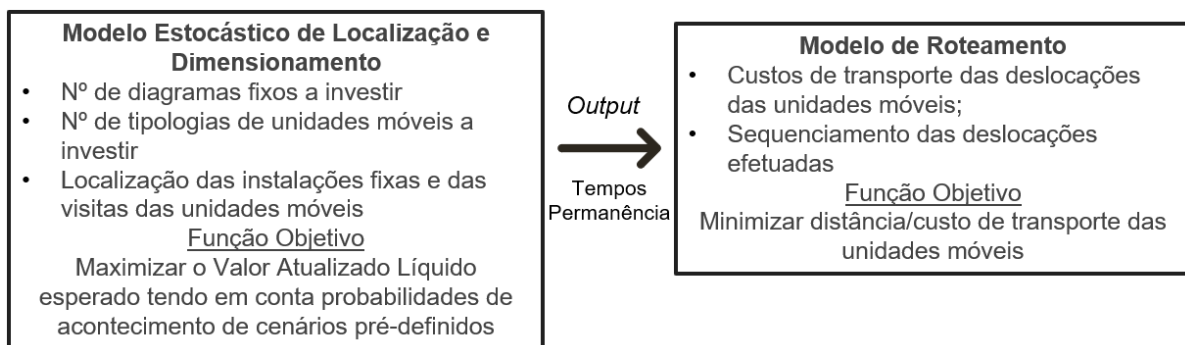 Modelo Estocástico de Localização e
Dimensionamento
• Nº de diagramas fixos a investir
• Nº de tipologias de unidades móveis a
investir
• Localização das instalações fixas e das
visitas das unidades móveis
Função Objetivo
Maximizar o Valor Atualizado Líquido
esperado tendo em conta probabilidades de
acontecimento de cenários pré-definidos
Output
Tempos
Permanência
Modelo de Roteamento
• Custos de transporte das deslocações
das unidades móveis;
• Sequenciamento das deslocações
efetuadas
Função Objetivo
Minimizar distância/custo de transporte das
unidades móveis